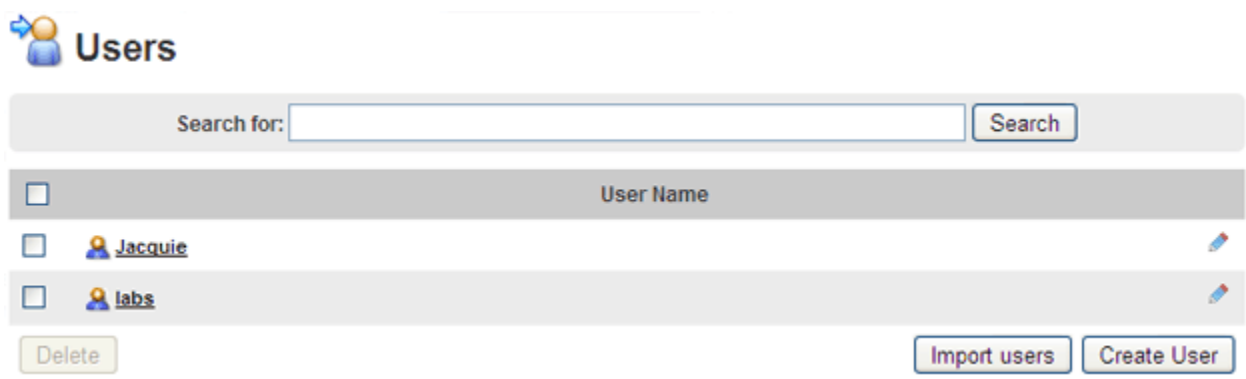 Users
Search for: Search
User Name
Jacquie
labs
Delete Import users Create User